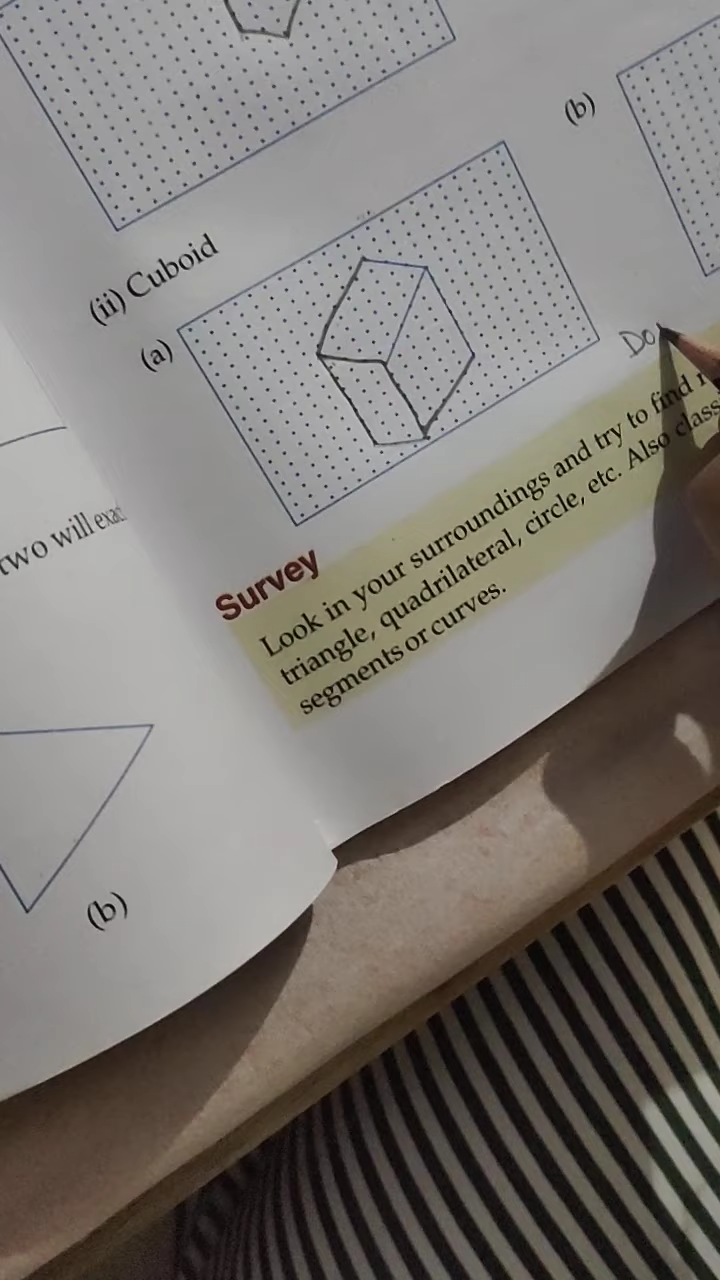 (b)
(ii) Cuboid
(a)
Do
two will
Survey
Look in your surroundings and try to find
triangle, quadrilateral, circle, etc. Also class
segments or curves.
(b)